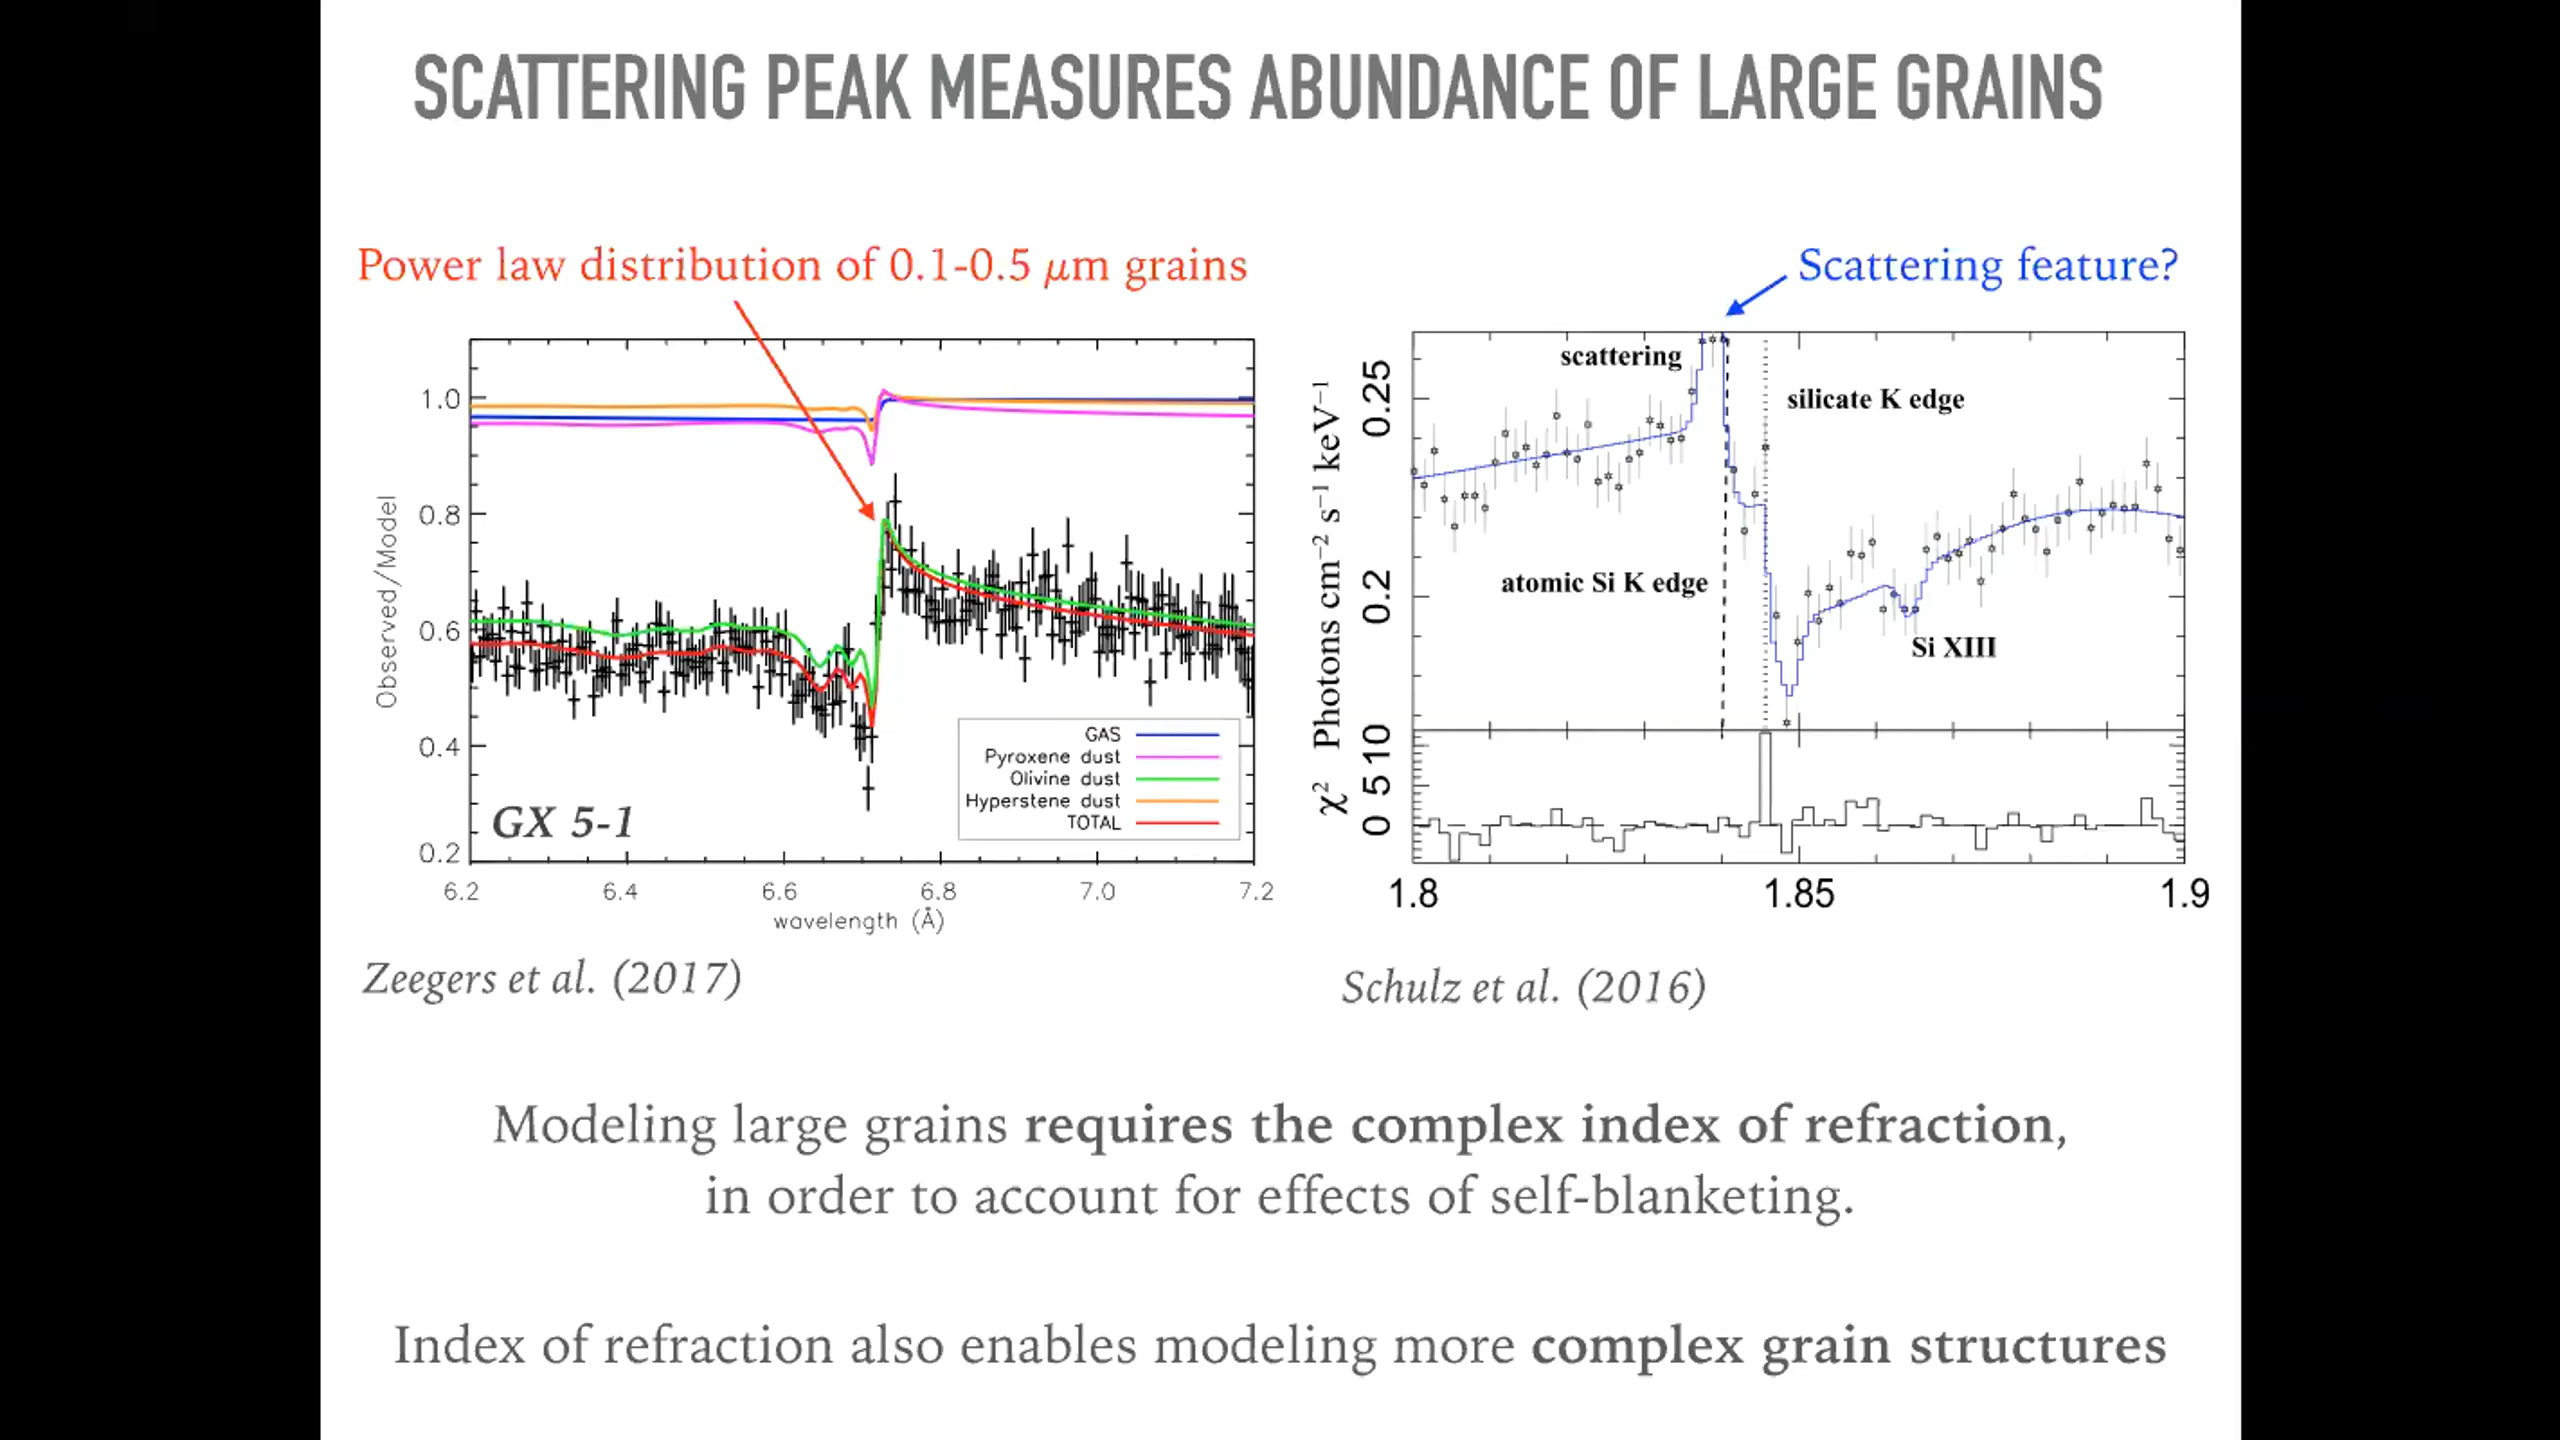 SCATTERING PEAK MEASURES ABUNDANCE OF LARGE GRAINS
Power law distribution of 0.1-0.5 μm grains
Observed/Model
1.0
0.8
0.6
0.4
0.2
GX 5-1
GAS
Pyroxene dust
Olivine dust
Hyperstene dust
TOTAL
6.2 6.4 6.6 6.8 7.0 7.2
wavelength (Å)
Zeegers et al. (2017)
Scattering feature?
Photons cm⁻² s⁻¹ keV⁻¹
0.25
0.2
scattering
silicate K edge
atomic Si K edge
Si XIII
χ²
10
5
0
1.8 1.85 1.9
Schulz et al. (2016)
Modeling large grains requires the complex index of refraction,
in order to account for effects of self-blanketing.
Index of refraction also enables modeling more complex grain structures